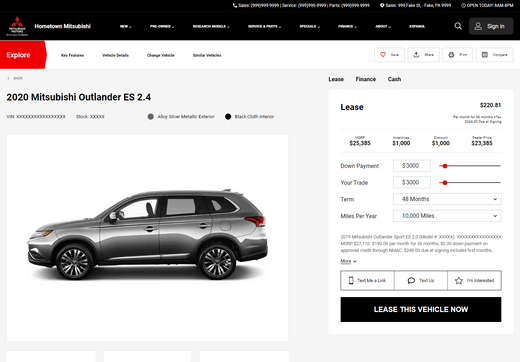 Sales: (999)999-9999 | Service: (999)999-9999 | Parts: (999)999-9999
Sales: 999 Fake St, - Fake, PA 9999
OPEN TODAY! 8AM-8PM
MITSUBISHI MOTORS
Hometown Mitsubishi
NEW
PRE-OWNED
RESEARCH MODELS
SERVICE & PARTS
SPECIALS
FINANCE
ABOUT
ESPAÑOL
Sign in
Explore
Key Features
Vehicle Details
Change Vehicle
Similar Vehicles
Save
Share
Print
Compare
BACK
2020 Mitsubishi Outlander ES 2.4
VIN: XXXXXXXXXXXXXXXXX
Stock: XXXXX
Alloy Silver Metallic Exterior
Black Cloth Interior
Lease
Finance
Cash
Lease
$220.81
Per month for 36 months +Tax
$249.00 Due at Signing
MSRP
$25,385
Incentives
$1,000
Discount
$1,000
Dealer Price
$23,385
Down Payment
$ 3000
Your Trade
$ 3000
Term
48 Months
Miles Per Year
10,000 Miles
2019 Mitsubishi Outlander Sport ES 2.0 (Model #: XXXXX). XXXXXXXXXXXXXXXXX
MSRP $27,110. $190.06 per month for 36 months, $0.00 down payment on
approved credit through NMAC. $249.00 due at signing includes first months...
More
Text Me a Link
Text Us
I'm Interested
LEASE THIS VEHICLE NOW